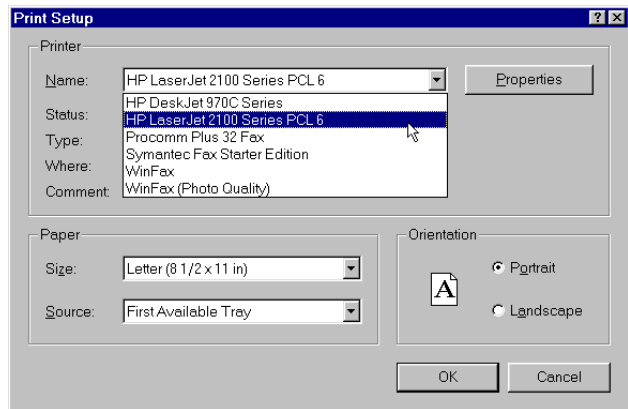 Print Setup
Printer
Name: HP LaserJet 2100 Series PCL 6 Properties
HP DeskJet 970C Series
Status: HP LaserJet 2100 Series PCL 6
Type: Procomm Plus 32 Fax
Symantec Fax Starter Edition
Where: WinFax
Comment: WinFax (Photo Quality)
Paper
Size: Letter (8 1/2 x 11 in)
Source: First Available Tray
Orientation
A
Portrait
Landscape
OK Cancel